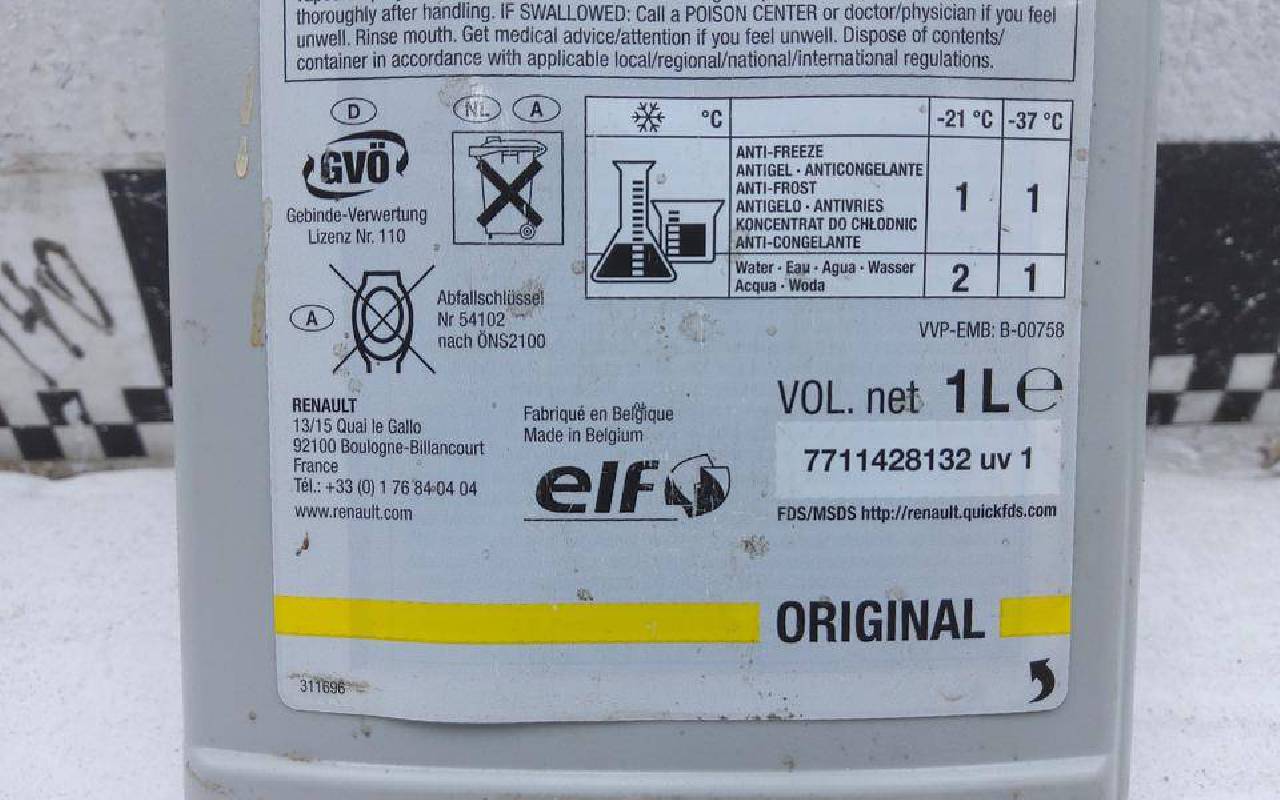 thoroughly after handling. IF SWALLOWED: Call a POISON CENTER or doctor/physician if you feel
unwell. Rinse mouth. Get medical advice/attention if you feel unwell. Dispose of contents/
container in accordance with applicable local/regional/national/international regulations.
D
NL A
GVÖ
Gebinde-Verwertung
Lizenz Nr. 110
°C
-21 °C -37 °C
ANTI-FREEZE
ANTIGEL · ANTICONGELANTE
ANTI-FROST
ANTIGELO · ANTIVRIES
KONCENTRAT DO CHŁODNIC
ANTI-CONGELANTE
1 1
Water · Eau · Agua · Wasser
Acqua · Woda
2 1
A
Abfallschlüssel
Nr 54102
nach ÖNS2100
VVP-EMB: B-00758
RENAULT
13/15 Quai le Gallo
92100 Boulogne-Billancourt
France
Tél.: +33 (0) 1 76 84 04 04
www.renault.com
Fabriqué en Belgique
Made in Belgium
elf
VOL. net 1 L ℮
7711428132 uv 1
FDS/MSDS http://renault.quickfds.com
ORIGINAL
311696